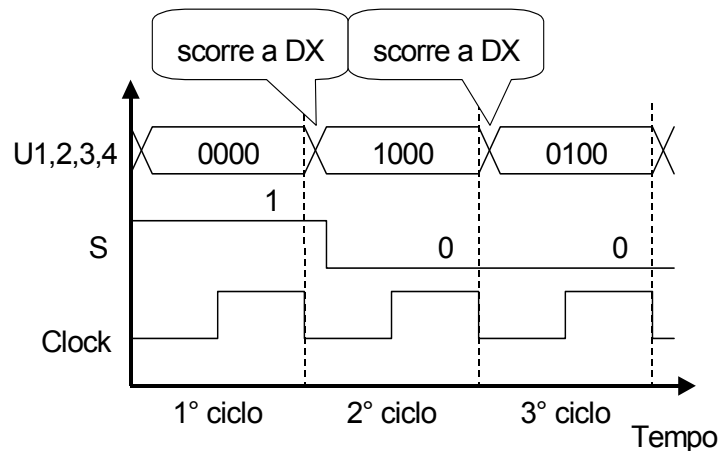 scorre a DX scorre a DX
U1,2,3,4 0000 1000 0100
1
S 0 0
Clock
1° ciclo 2° ciclo 3° ciclo
Tempo